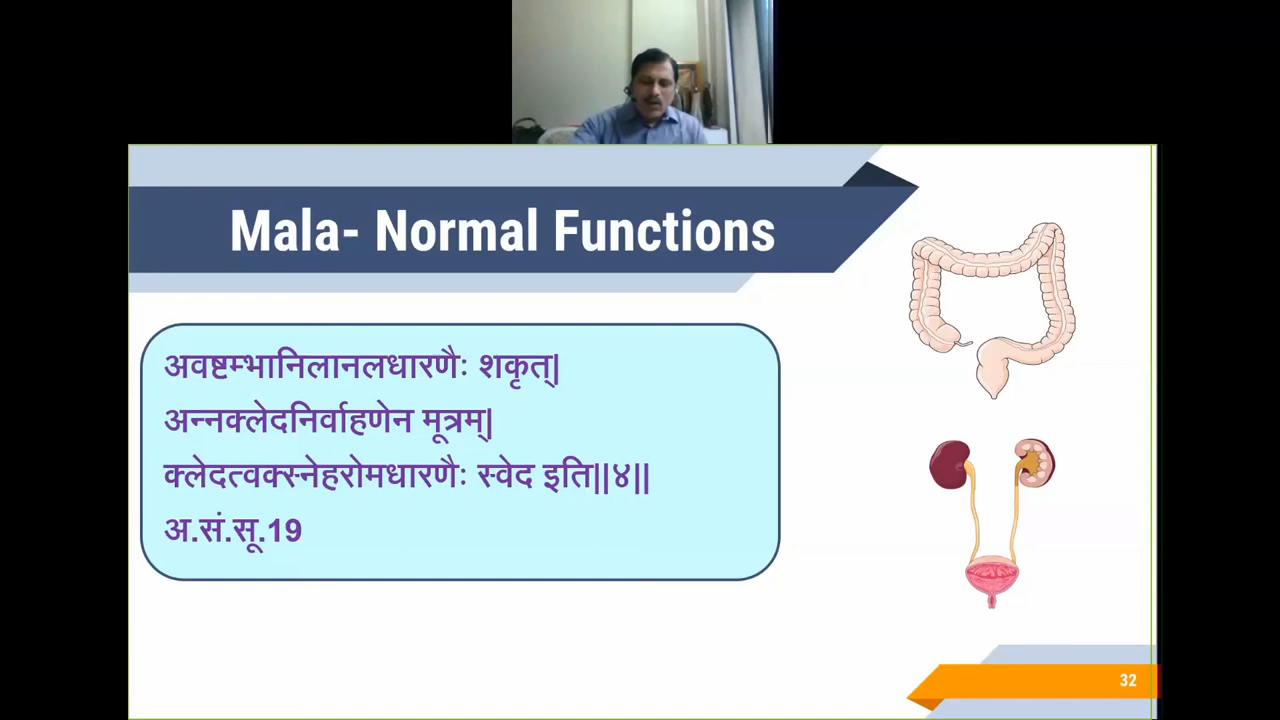 Mala- Normal Functions
अवष्टम्भानिलानलधारणैः शकृत्|
अन्नक्लेदनिर्वाहणेन मूत्रम्|
क्लेदत्वक्स्नेहरोमधारणैः स्वेद इति||४||
अ.सं.सू.19
32